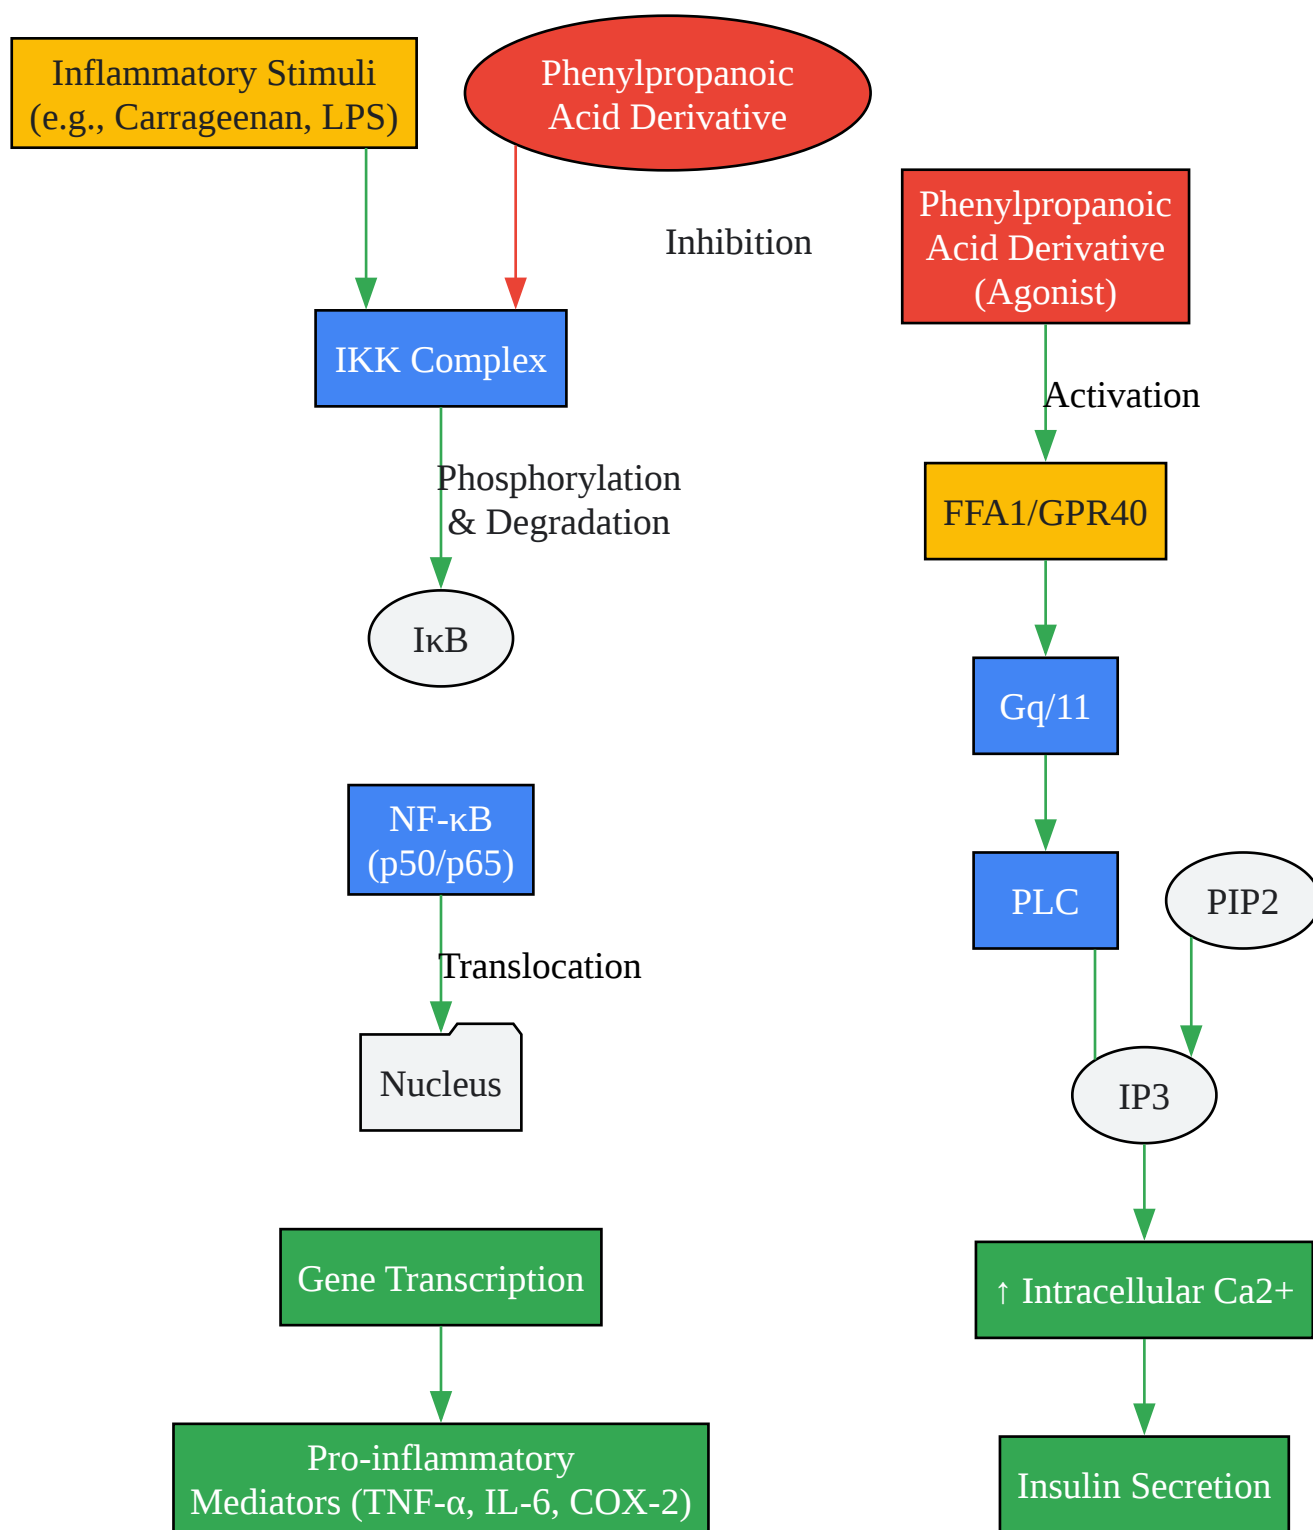 Inflammatory Stimuli
(e.g., Carrageenan, LPS)
Phenylpropanoic
Acid Derivative
Inhibition
IKK Complex
Phosphorylation
& Degradation
IκB
NF-κB
(p50/p65)
Translocation
Nucleus
Gene Transcription
Pro-inflammatory
Mediators (TNF-α, IL-6, COX-2)
Phenylpropanoic
Acid Derivative
(Agonist)
Activation
FFA1/GPR40
Gq/11
PLC
PIP2
IP3
↑ Intracellular Ca2+
Insulin Secretion